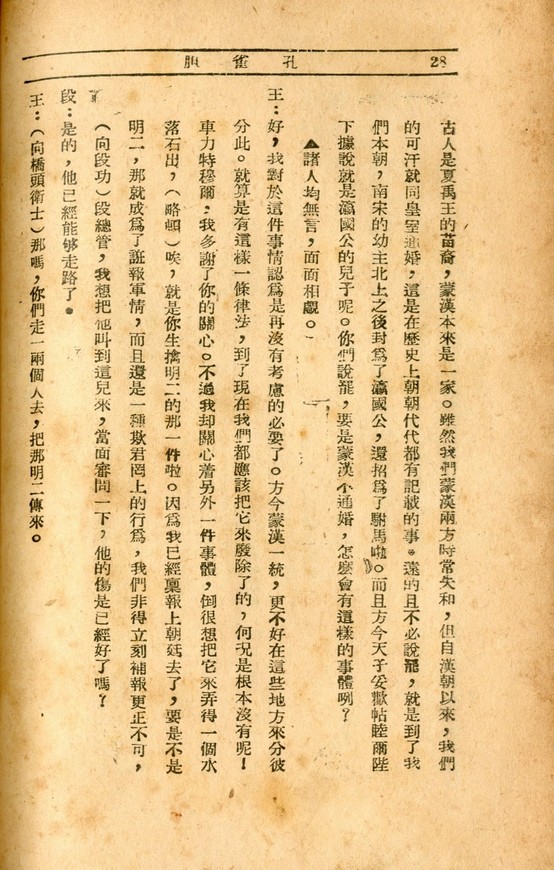 孔雀胆
28
古人是夏禹王的苗裔，蒙漢本來是一家。雖然我們蒙漢兩方時常失和，但自漢朝以來，我們
的可汗就同皇室通婚，這是在歷史上朝朝代代都有記載的事。遠的且不必說罷，就是到了我
們本朝，南宋的幼主北上之後封爲了瀛國公，還招爲了駙馬啦。而且方今天子妥歡帖睦爾陛
下據說就是瀛國公的兒子呢。你們說罷，要是蒙漢不通婚，怎麽會有這樣的事體咧？
▲諸人均無言，面面相覷。
王：好，我對於這件事情認爲是再沒有考慮的必要了。方今蒙漢一統，更不好在這些地方來分彼
分此。就算是有這樣一條律法，到了現在我們都應該把它來廢除了的，何况是根本沒有呢！
車力特穆爾，我多謝了你的關心。不過我却關心着另外一件事體，倒很想把它來弄得一個水
落石出，（略頓）唉，就是你生擒明二的那一件啦。因爲我已經稟報上朝廷去了，要是不是
明二，那就成爲了誑報軍情，而且還是一種欺君罔上的行爲，我們非得立刻補報更正不可，
（向段功）段總管，我想把他叫到這兒來，當面審問一下，他的傷是已經好了嗎？
段：是的，他已經能够走路了。
王：（向橋頭衛士）那嗎，你們走一兩個人去，把那明二傳來。